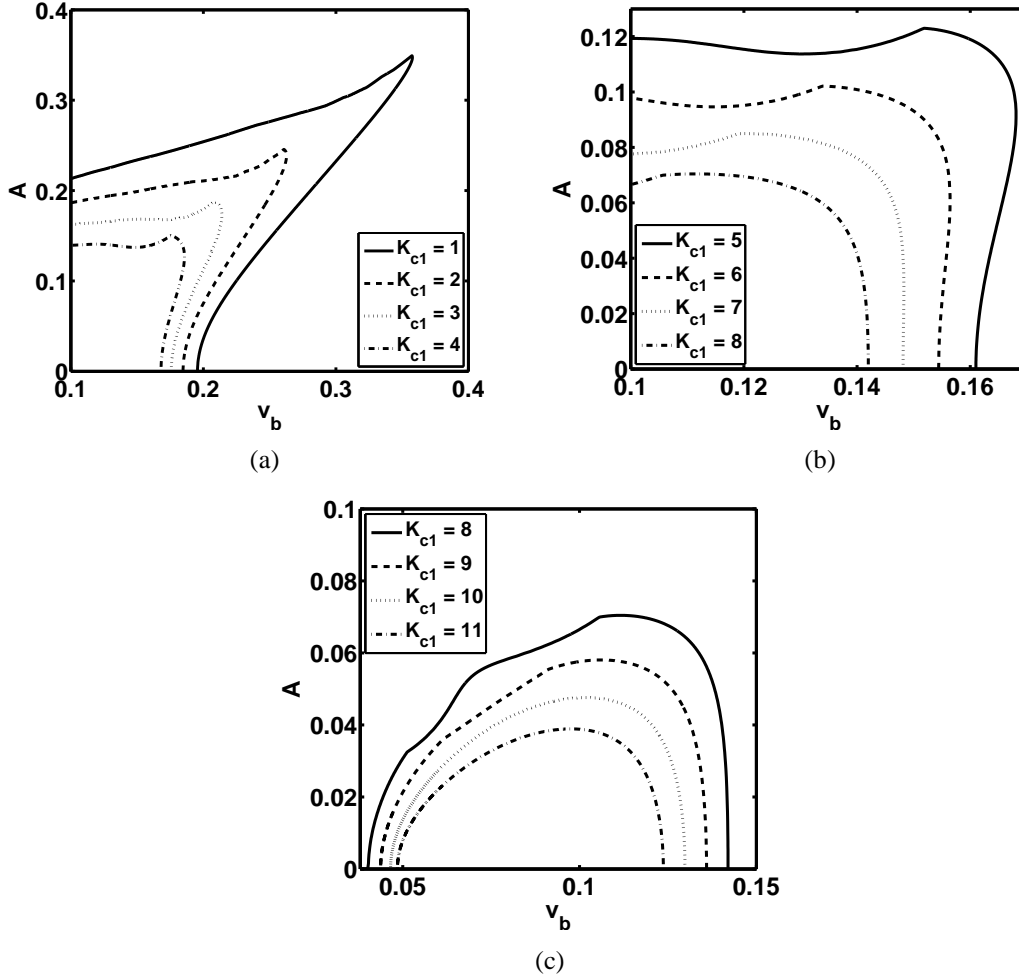 0.4
0.3
0.2
0.1
0
A
0.1
0.2
0.3
0.4
v_b
K_c1 = 1
K_c1 = 2
K_c1 = 3
K_c1 = 4
(a)
0.12
0.1
0.08
0.06
0.04
0.02
0
A
0.1
0.12
0.14
0.16
v_b
K_c1 = 5
K_c1 = 6
K_c1 = 7
K_c1 = 8
(b)
0.1
0.08
0.06
0.04
0.02
0
A
0.05
0.1
0.15
v_b
K_c1 = 8
K_c1 = 9
K_c1 = 10
K_c1 = 11
(c)